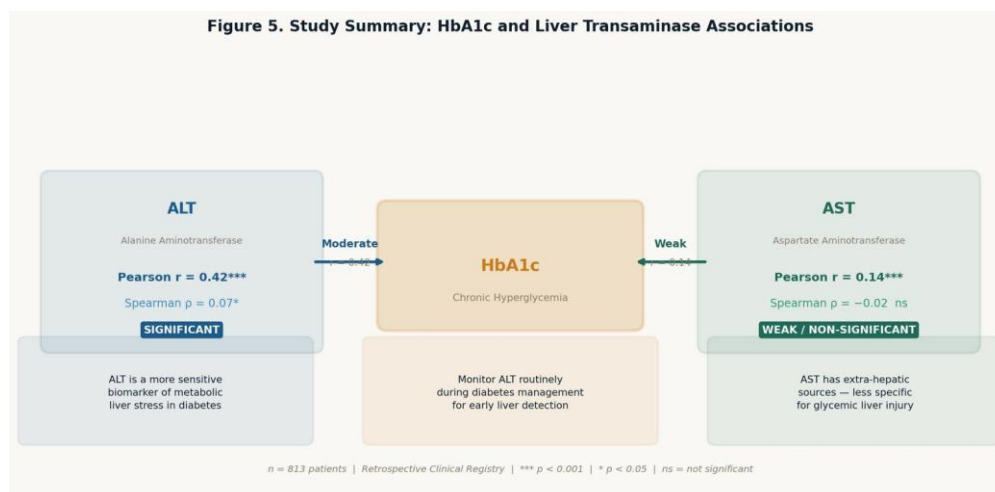 Figure 5. Study Summary: HbA1c and Liver Transaminase Associations
ALT
Alanine Aminotransferase
Pearson r = 0.42***
Spearman ρ = 0.07*
SIGNIFICANT
ALT is a more sensitive
biomarker of metabolic
liver stress in diabetes
Moderate
r = 0.42
HbA1c
Chronic Hyperglycemia
Monitor ALT routinely
during diabetes management
for early liver detection
Weak
r = 0.14
AST
Aspartate Aminotransferase
Pearson r = 0.14***
Spearman ρ = −0.02 ns
WEAK / NON-SIGNIFICANT
AST has extra-hepatic
sources — less specific
for glycemic liver injury
n = 813 patients | Retrospective Clinical Registry | *** p < 0.001 | * p < 0.05 | ns = not significant